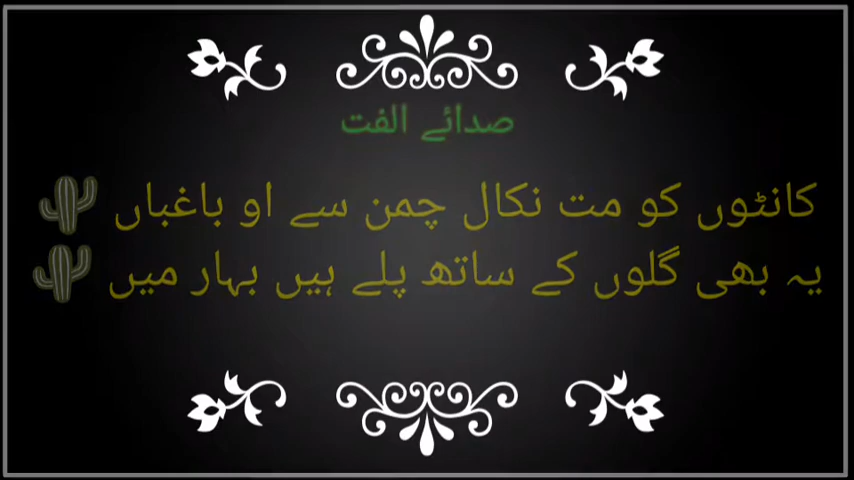 صدائے الفت
کانٹوں کو مت نکال چمن سے او باغباں 🌵
یہ بھی گلوں کے ساتھ پلے ہیں بہار میں 🌵